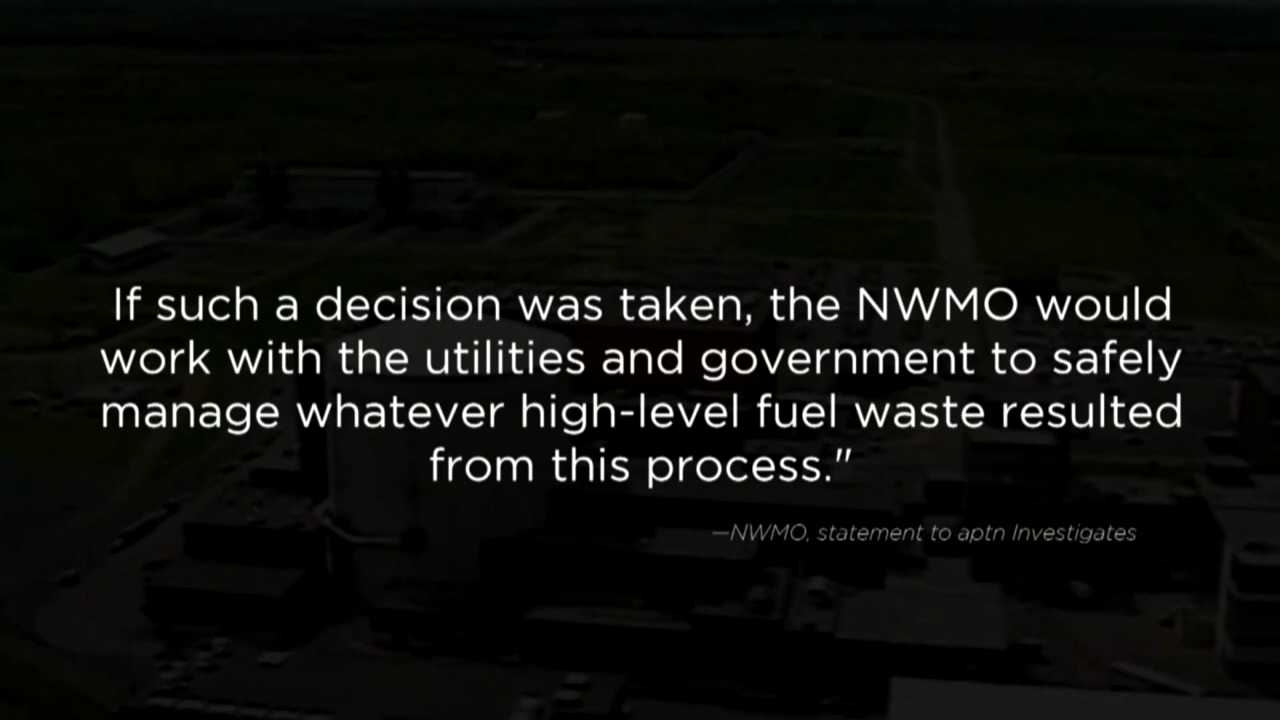 If such a decision was taken, the NWMO would
work with the utilities and government to safely
manage whatever high-level fuel waste resulted
from this process."
—NWMO, statement to aptn Investigates